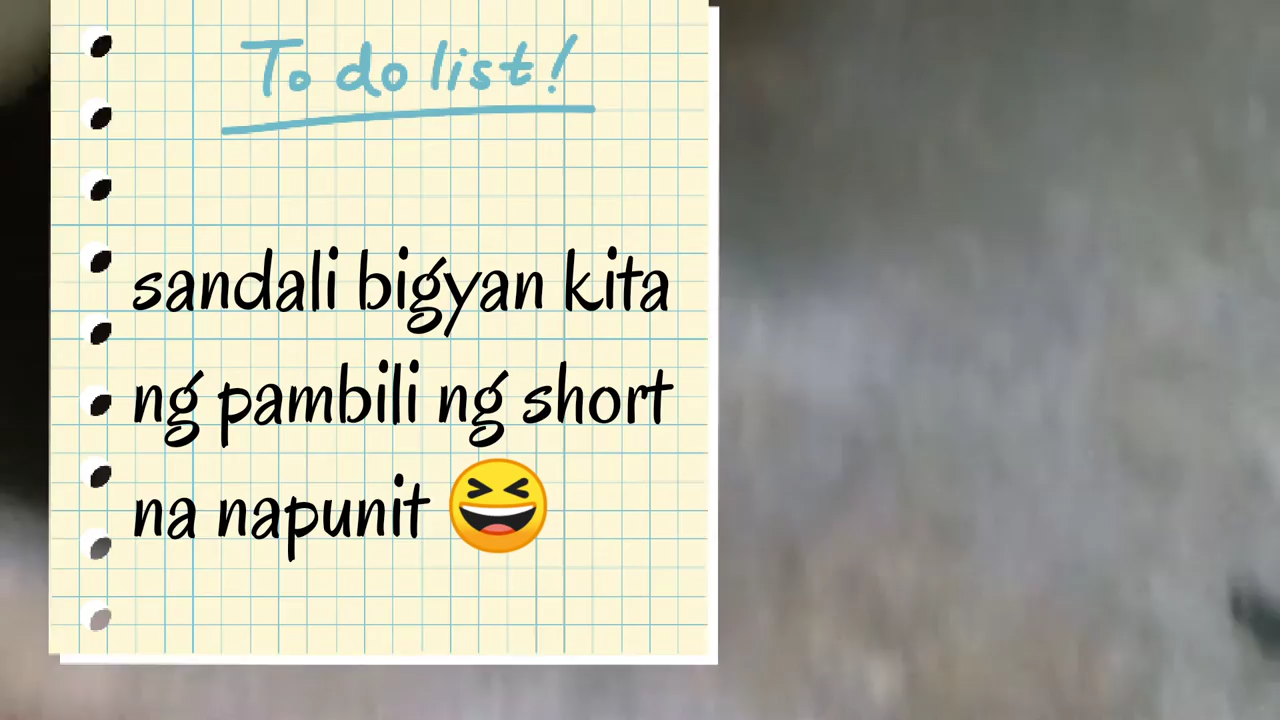 To do list!
sandali bigyan kita
ng pambili ng short
na napunit 😆